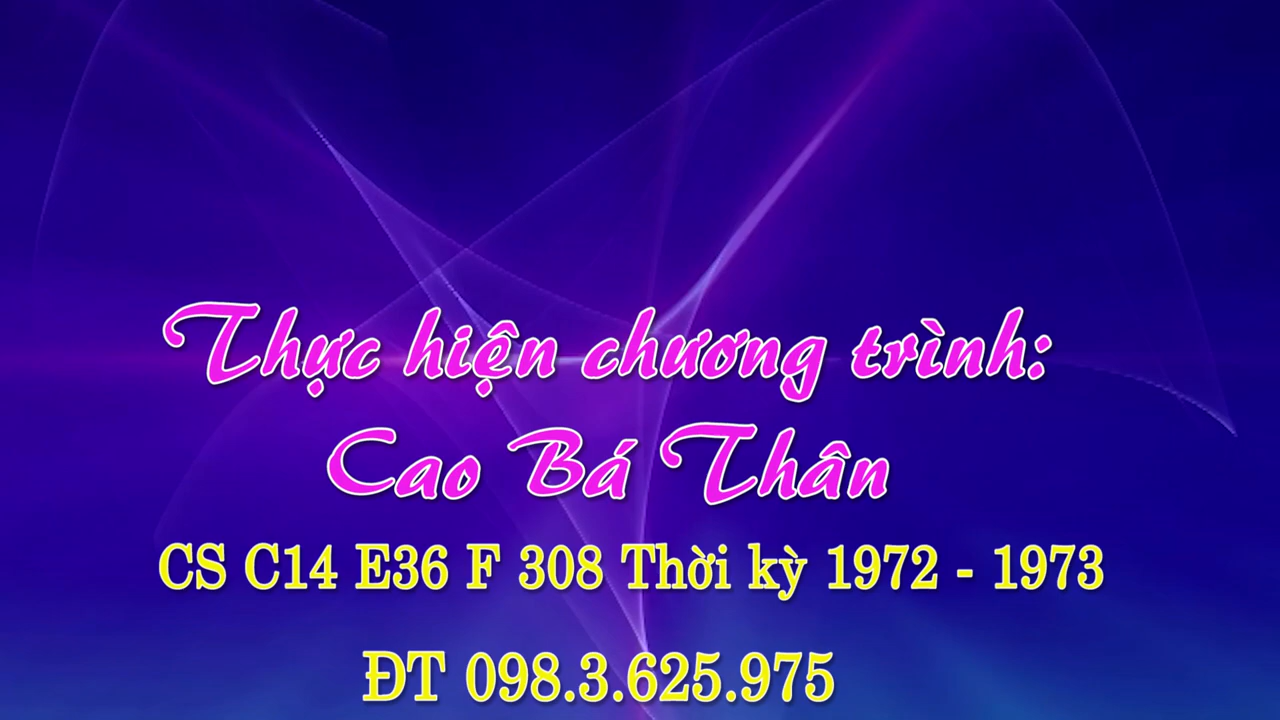 Thực hiện chương trình:
Cao Bá Thân
CS C14 E36 F 308 Thời kỳ 1972 - 1973
ĐT 098.3.625.975